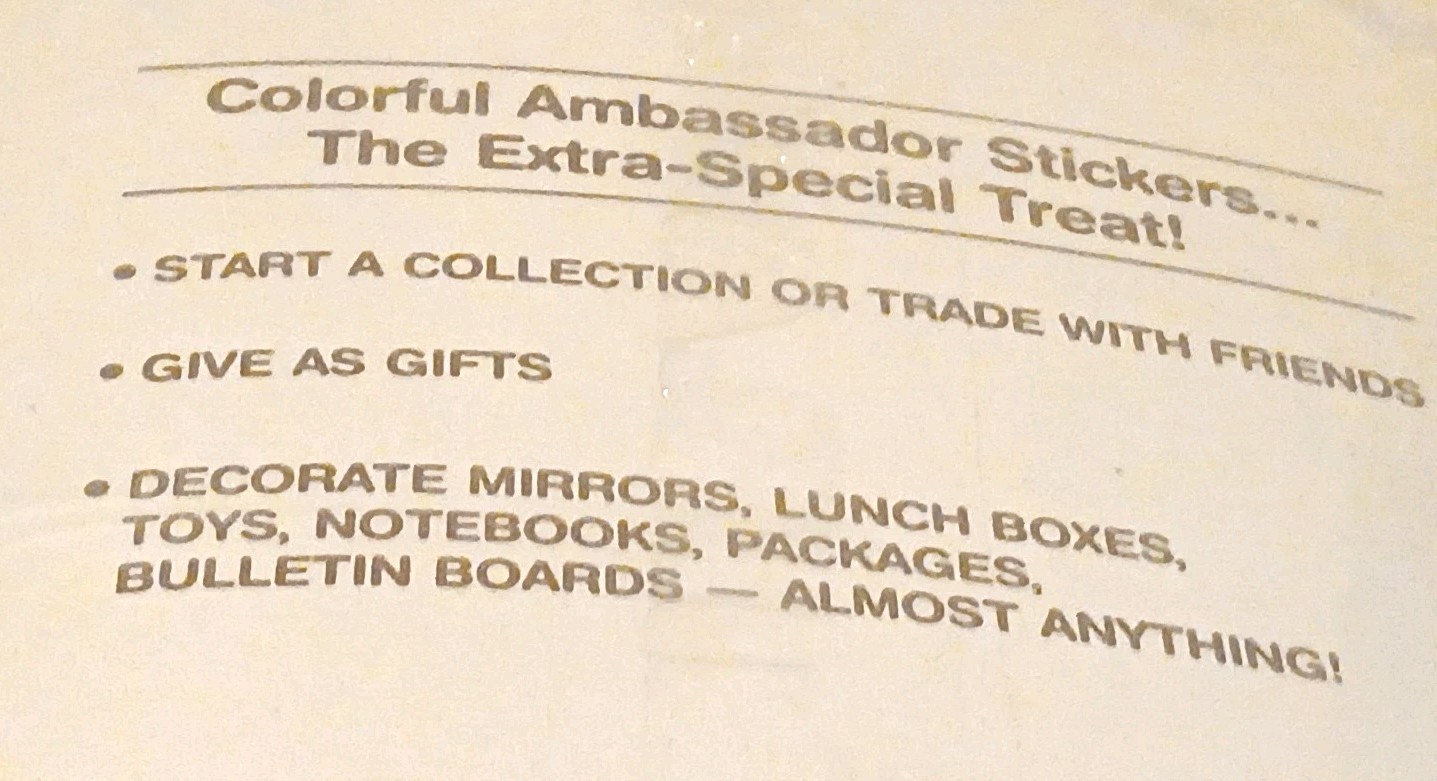 Colorful Ambassador Stickers...
The Extra-Special Treat!
• START A COLLECTION OR TRADE WITH FRIENDS
• GIVE AS GIFTS
• DECORATE MIRRORS, LUNCH BOXES,
TOYS, NOTEBOOKS, PACKAGES,
BULLETIN BOARDS — ALMOST ANYTHING!